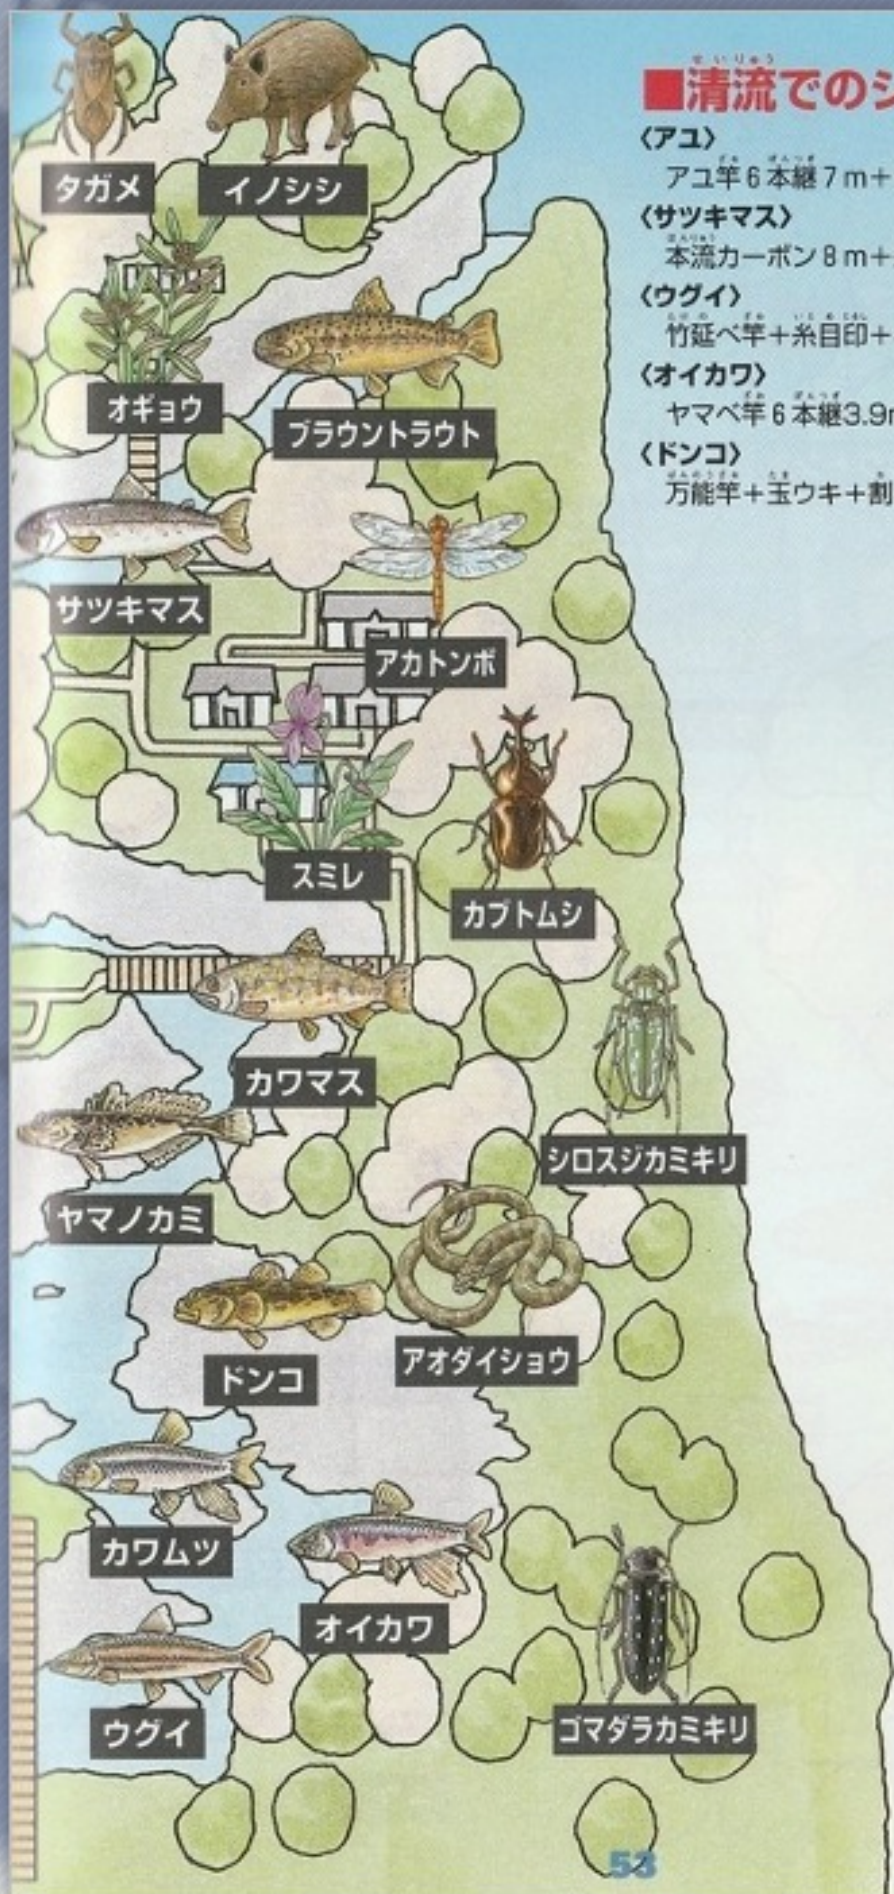 タガメ
イノシシ
オギョウ
ブラウントラウト
サツキマス
アカトンボ
スミレ
カブトムシ
カワマス
シロスジカミキリ
ヤマノカミ
アオダイショウ
ドンコ
カワムツ
オイカワ
ウグイ
ゴマダラカミキリ
■清流での
〈アユ〉
アユ竿6本継7m+
〈サツキマス〉
本流カーボン8m+
〈ウグイ〉
竹延べ竿+糸目印+
〈オイカワ〉
ヤマベ竿6本継3.9
〈ドンコ〉
万能竿+玉ウキ+割
53